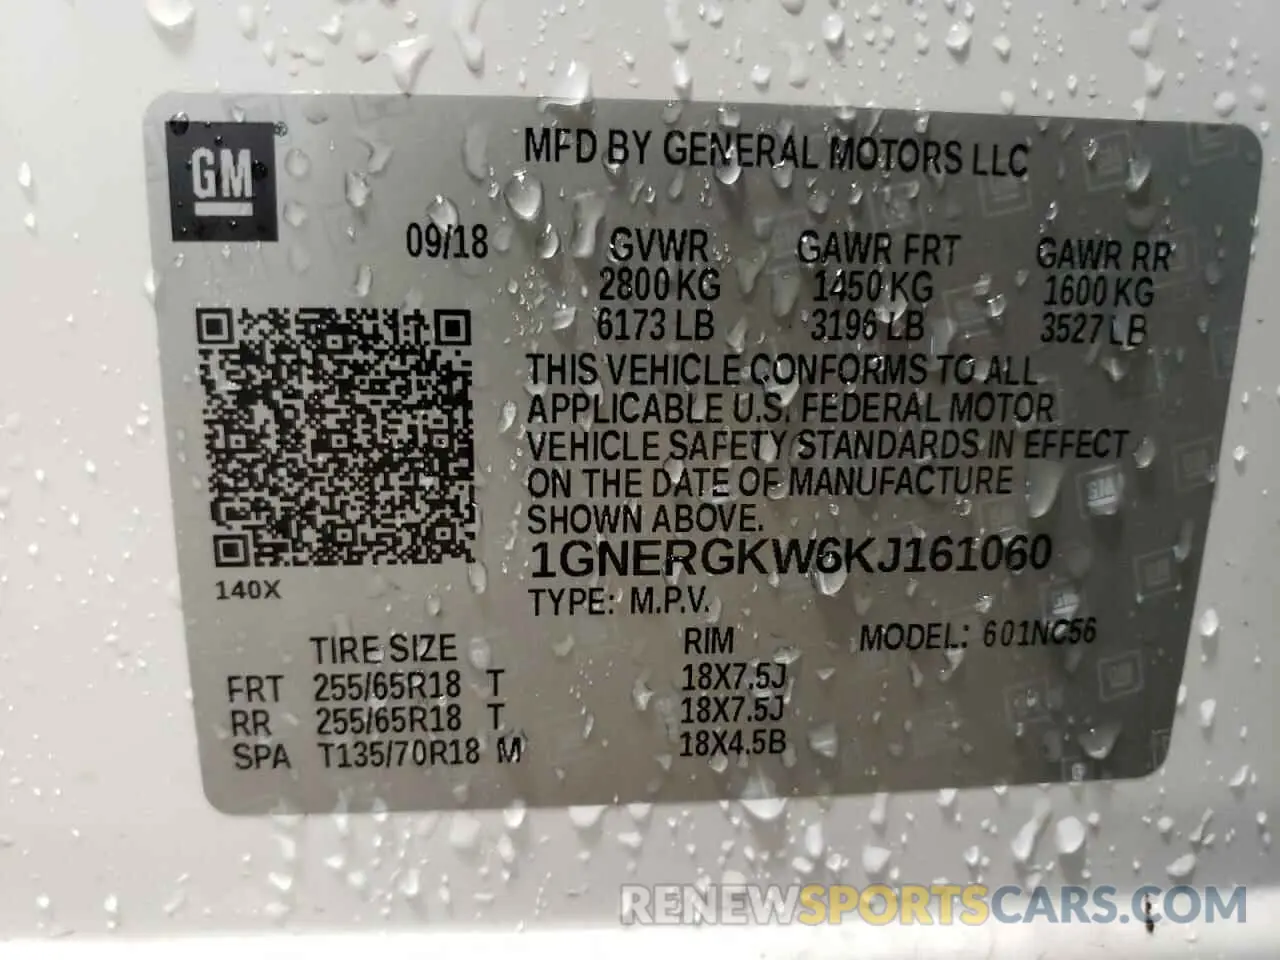 GM
MFD BY GENERAL MOTORS LLC
09/18 GVWR GAWR FRT GAWR RR
2800 KG 1450 KG 1600 KG
6173 LB 3196 LB 3527 LB
THIS VEHICLE CONFORMS TO ALL
APPLICABLE U.S. FEDERAL MOTOR
VEHICLE SAFETY STANDARDS IN EFFECT
ON THE DATE OF MANUFACTURE
SHOWN ABOVE.
1GNERGKW6KJ161060
140X
TYPE: M.P.V.
TIRE SIZE RIM MODEL: 601NC56
FRT 255/65R18 T 18X7.5J
RR 255/65R18 T 18X7.5J
SPA T135/70R18 M 18X4.5B
RENEWSPORTSCARS.COM